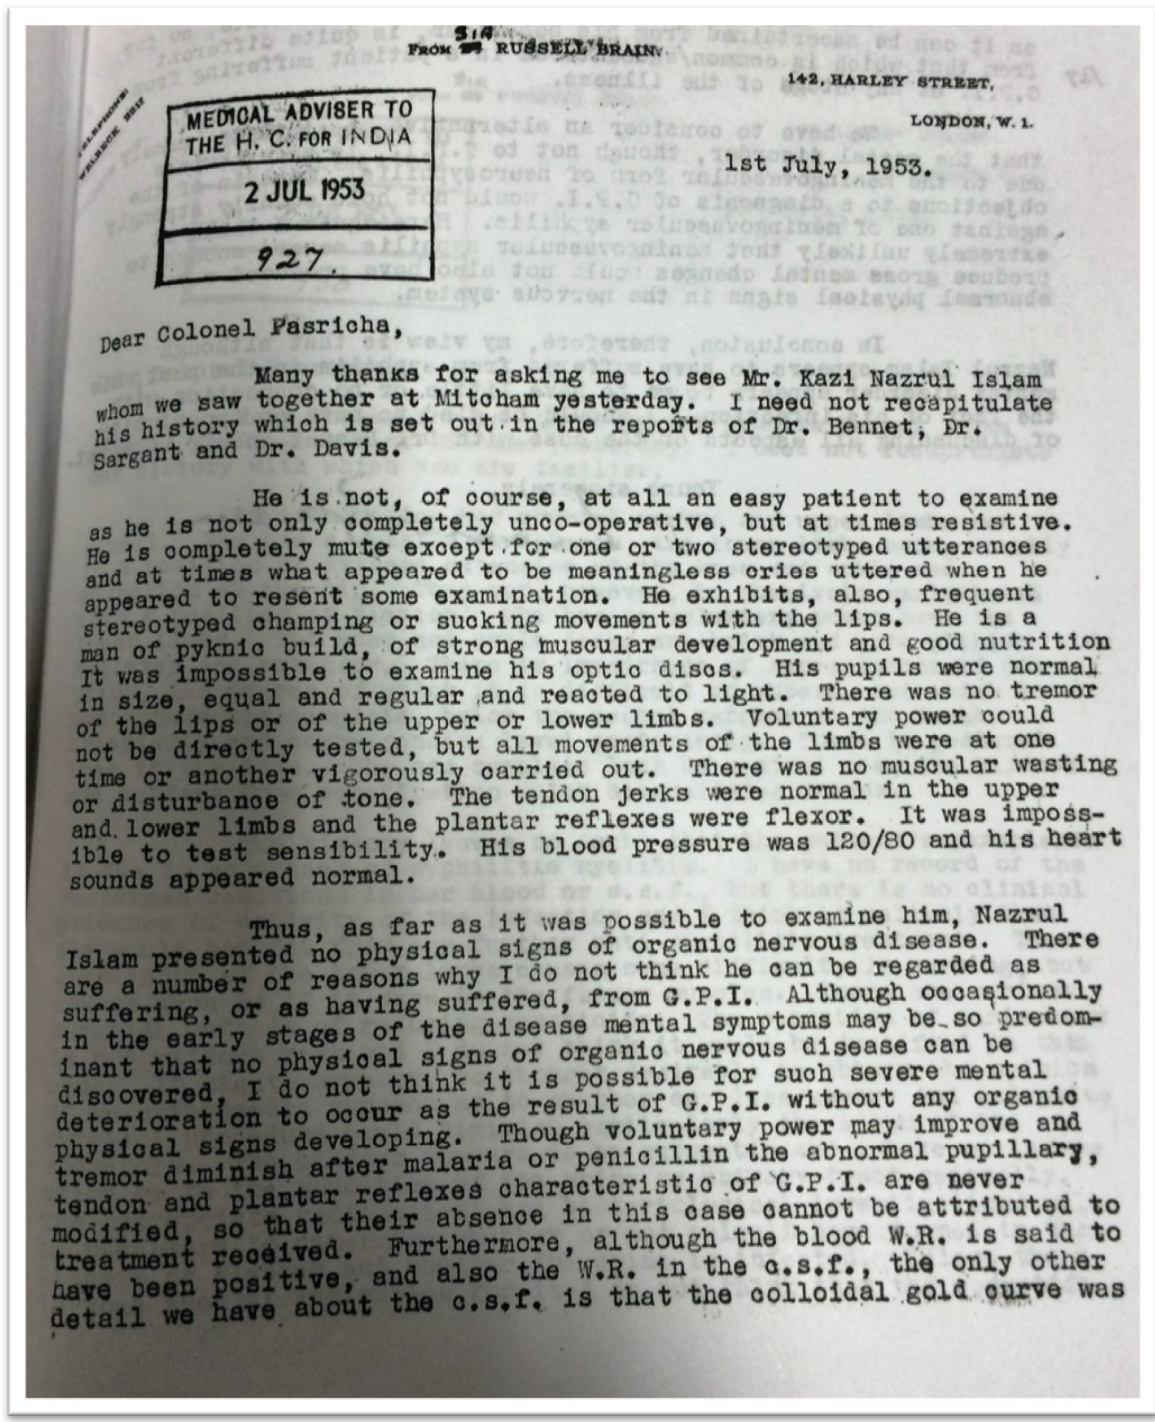 SIR
FROM RUSSELL BRAIN.
142, HARLEY STREET,
LONDON, W. 1.
TELEPHONE:
WELBECK
MEDICAL ADVISER TO
THE H. C. FOR INDIA
2 JUL 1953
927.
1st July, 1953.
Dear Colonel Pasricha,
Many thanks for asking me to see Mr. Kazi Nazrul Islam
whom we saw together at Mitcham yesterday. I need not recapitulate
his history which is set out in the reports of Dr. Bennet, Dr.
Sargant and Dr. Davis.
He is not, of course, at all an easy patient to examine
as he is not only completely unco-operative, but at times resistive.
He is completely mute except for one or two stereotyped utterances
and at times what appeared to be meaningless cries uttered when he
appeared to resent some examination. He exhibits, also, frequent
stereotyped champing or sucking movements with the lips. He is a
man of pyknic build, of strong muscular development and good nutrition
It was impossible to examine his optic discs. His pupils were normal
in size, equal and regular and reacted to light. There was no tremor
of the lips or of the upper or lower limbs. Voluntary power could
not be directly tested, but all movements of the limbs were at one
time or another vigorously carried out. There was no muscular wasting
or disturbance of tone. The tendon jerks were normal in the upper
and lower limbs and the plantar reflexes were flexor. It was imposs-
ible to test sensibility. His blood pressure was 120/80 and his heart
sounds appeared normal.
Thus, as far as it was possible to examine him, Nazrul
Islam presented no physical signs of organic nervous disease. There
are a number of reasons why I do not think he can be regarded as
suffering, or as having suffered, from G.P.I. Although occasionally
in the early stages of the disease mental symptoms may be so predom-
inant that no physical signs of organic nervous disease can be
discovered, I do not think it is possible for such severe mental
deterioration to occur as the result of G.P.I. without any organic
physical signs developing. Though voluntary power may improve and
tremor diminish after malaria or penicillin the abnormal pupillary,
tendon and plantar reflexes characteristic of G.P.I. are never
modified, so that their absence in this case cannot be attributed to
treatment received. Furthermore, although the blood W.R. is said to
have been positive, and also the W.R. in the c.s.f., the only other
detail we have about the c.s.f. is that the colloidal gold curve was